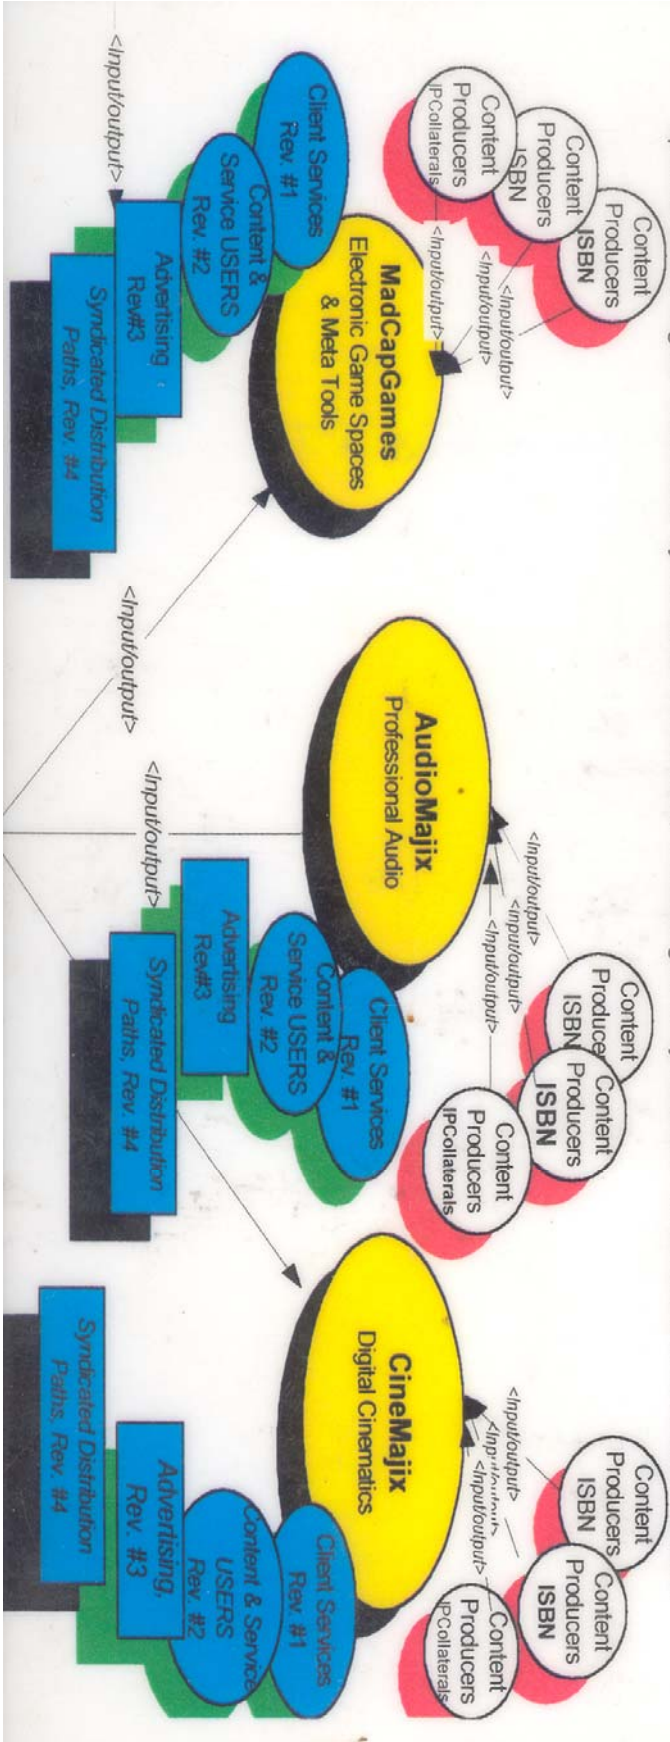 Content
Producers
IPCollaterals
Content
Producers
ISBN
Content
Producers
ISBN
<Input/output>
<Input/output>
<Input/output>
MadCapGames
Electronic Game Spaces
& Meta Tools
Client Services
Rev. #1
Content &
Service USERS
Rev. #2
Advertising
Rev#3
Syndicated Distribution
Paths, Rev. #4
<Input/output>
<Input/output>
Content
Producers
ISBN
Content
Producers
ISBN
Content
Producers
IPCollaterals
<Input/output>
<Input/output>
<Input/output>
AudioMajix
Professional Audio
Client Services
Rev. #1
Content &
Service USERS
Rev. #2
Advertising
Rev#3
Syndicated Distribution
Paths, Rev. #4
<Input/output>
Content
Producers
ISBN
Content
Producers
ISBN
Content
Producers
IPCollaterals
<Input/output>
<Input/output>
<Input/output>
CineMajix
Digital Cinematics
Client Services
Rev. #1
Content & Service
USERS
Rev. #2
Advertising,
Rev. #3
Syndicated Distribution
Paths, Rev. #4